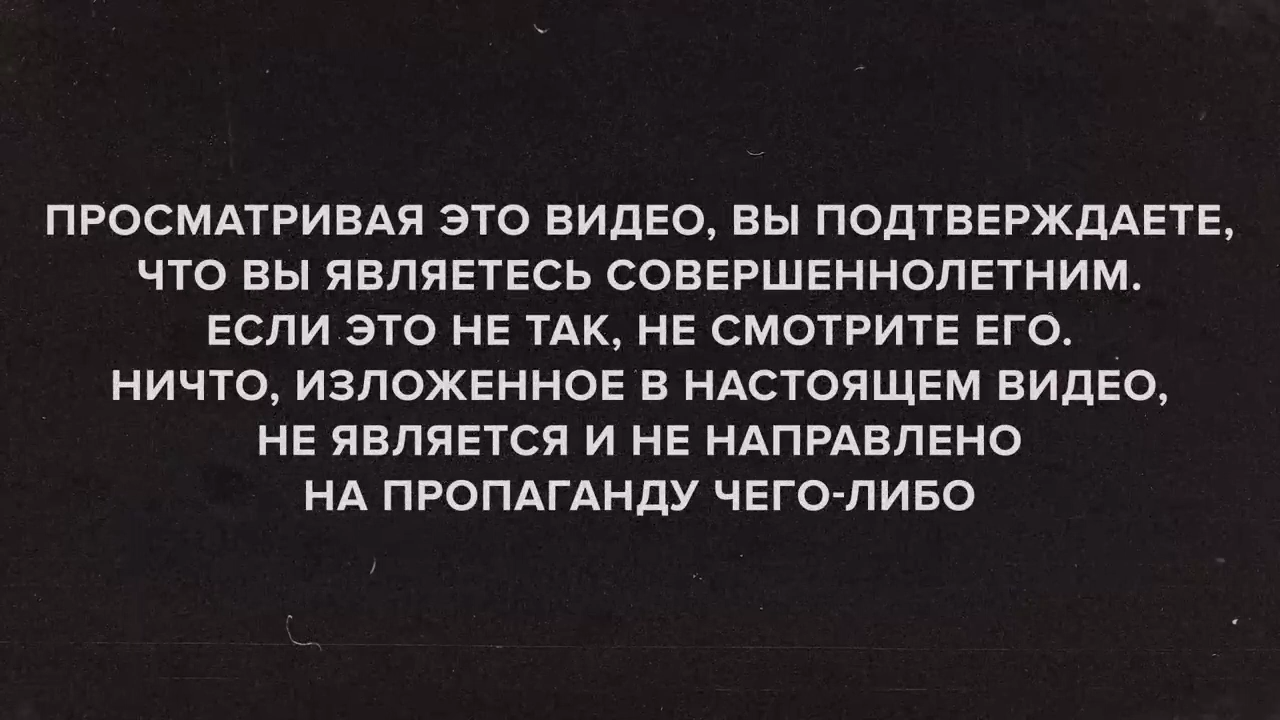 ПРОСМАТРИВАЯ ЭТО ВИДЕО, ВЫ ПОДТВЕРЖДАЕТЕ,
ЧТО ВЫ ЯВЛЯЕТЕСЬ СОВЕРШЕННОЛЕТНИМ.
ЕСЛИ ЭТО НЕ ТАК, НЕ СМОТРИТЕ ЕГО.
НИЧТО, ИЗЛОЖЕННОЕ В НАСТОЯЩЕМ ВИДЕО,
НЕ ЯВЛЯЕТСЯ И НЕ НАПРАВЛЕНО
НА ПРОПАГАНДУ ЧЕГО-ЛИБО